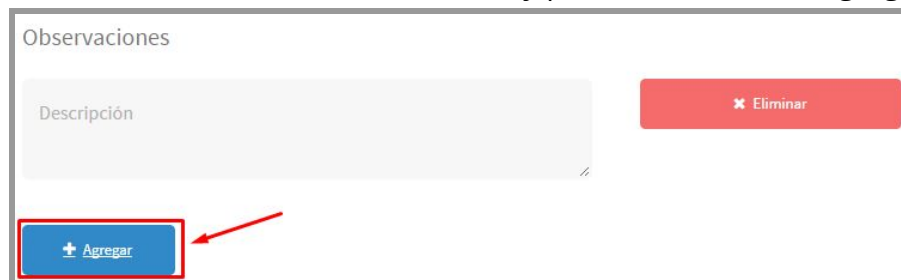 Observaciones
Descripción
✖ Eliminar
+ Agregar